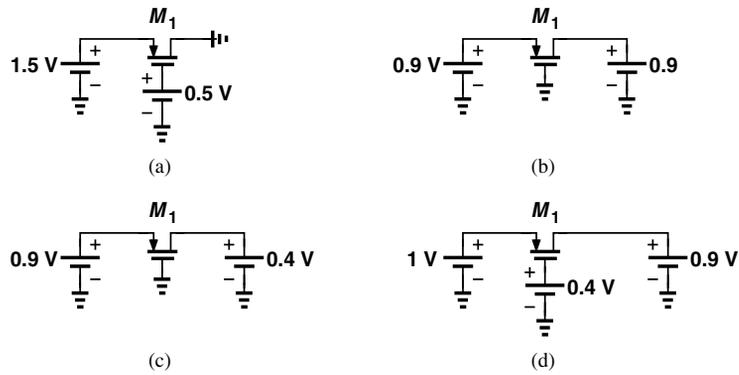 M1 M1
+ + +
1.5 V 0.9 V 0.9
+
− 0.5 V − −
−
(a) (b)
M1 M1
+ + + +
0.9 V 0.4 V 1 V 0.9 V
− − − + −
0.4 V
−
(c) (d)